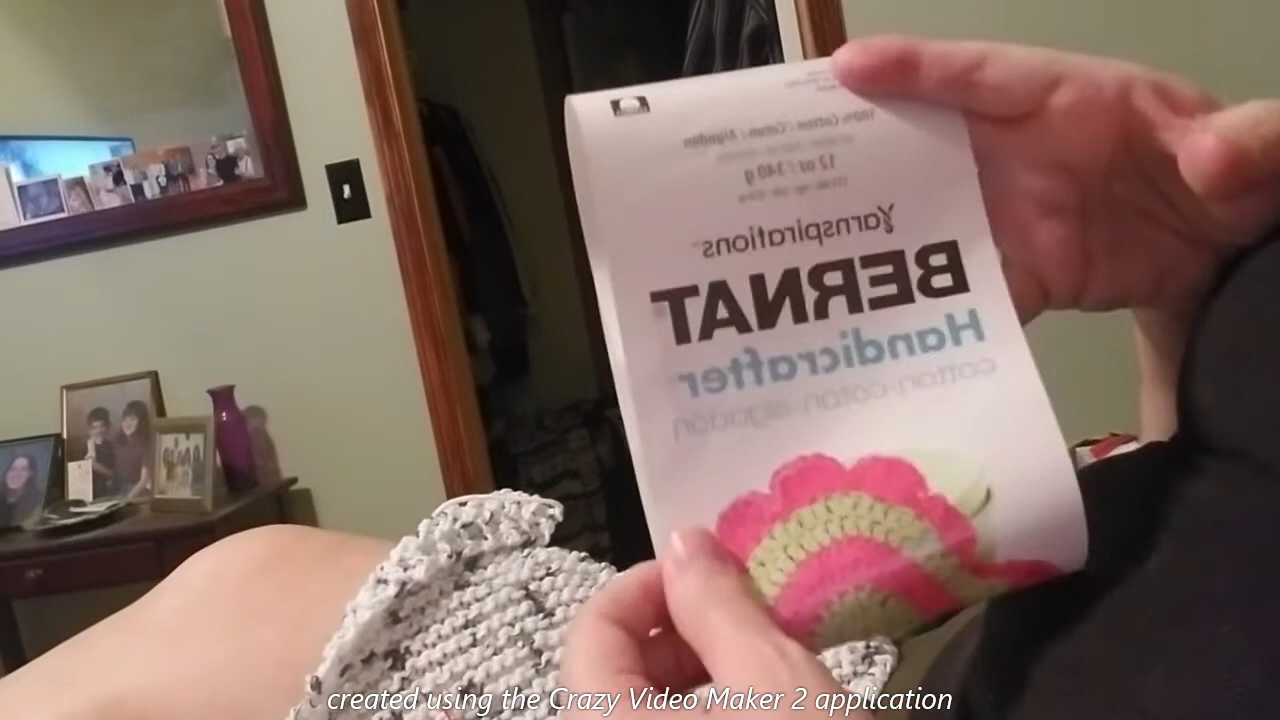 100% Cotton / Coton / Algodón
12 oz / 340 g
Yarnspirations
BERNAT
Handicrafter
cotton coton algodón
created using the Crazy Video Maker 2 application